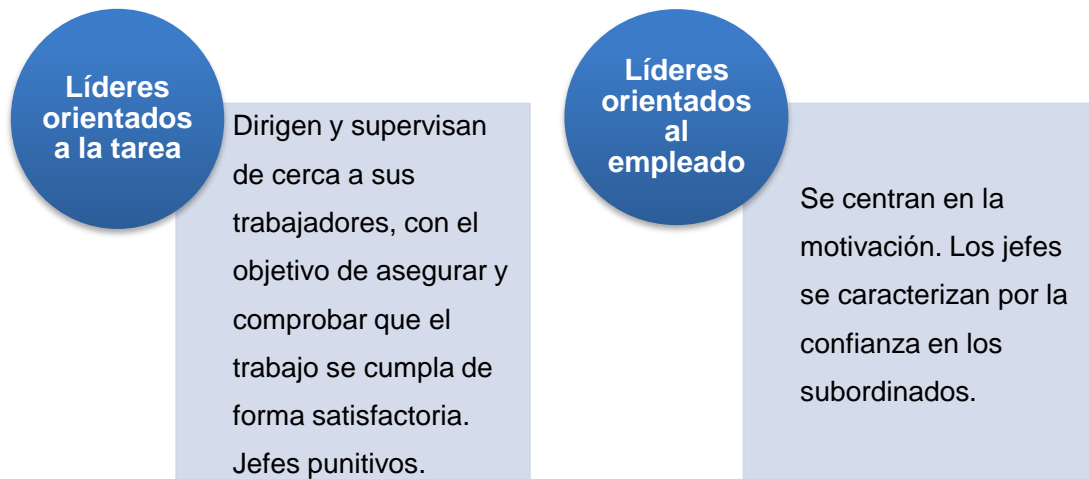 Líderes
orientados
a la tarea
Dirigen y supervisan
de cerca a sus
trabajadores, con el
objetivo de asegurar y
comprobar que el
trabajo se cumpla de
forma satisfactoria.
Jefes punitivos.
Líderes
orientados
al
empleado
Se centran en la
motivación. Los jefes
se caracterizan por la
confianza en los
subordinados.